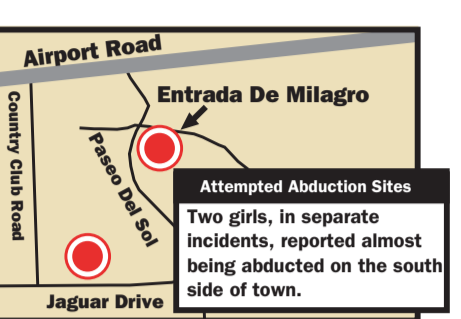 Airport Road
Entrada De Milagro
Country Club Road
Paseo Del Sol
Attempted Abduction Sites
Two girls, in separate
incidents, reported almost
being abducted on the south
side of town.
Jaguar Drive